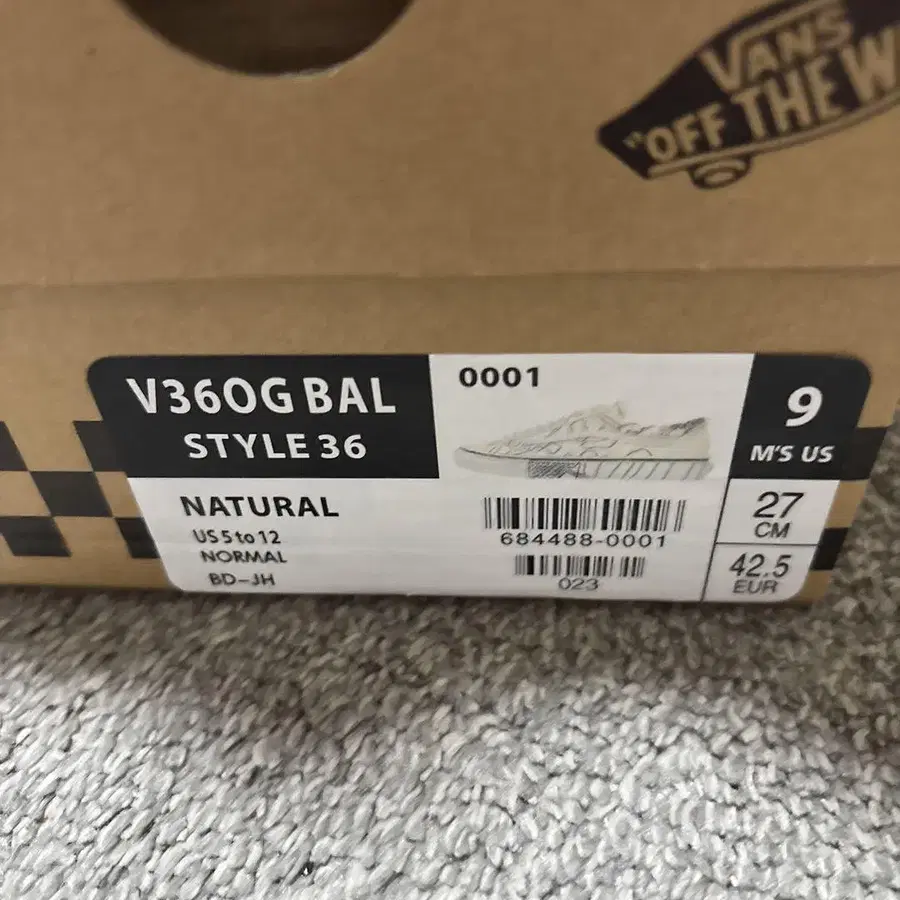 VANS
"OFF THE W
V36OG BAL
STYLE 36
0001
9
M'S US
NATURAL
US 5 to 12
NORMAL
BD-JH
684488-0001
023
27
CM
42.5
EUR